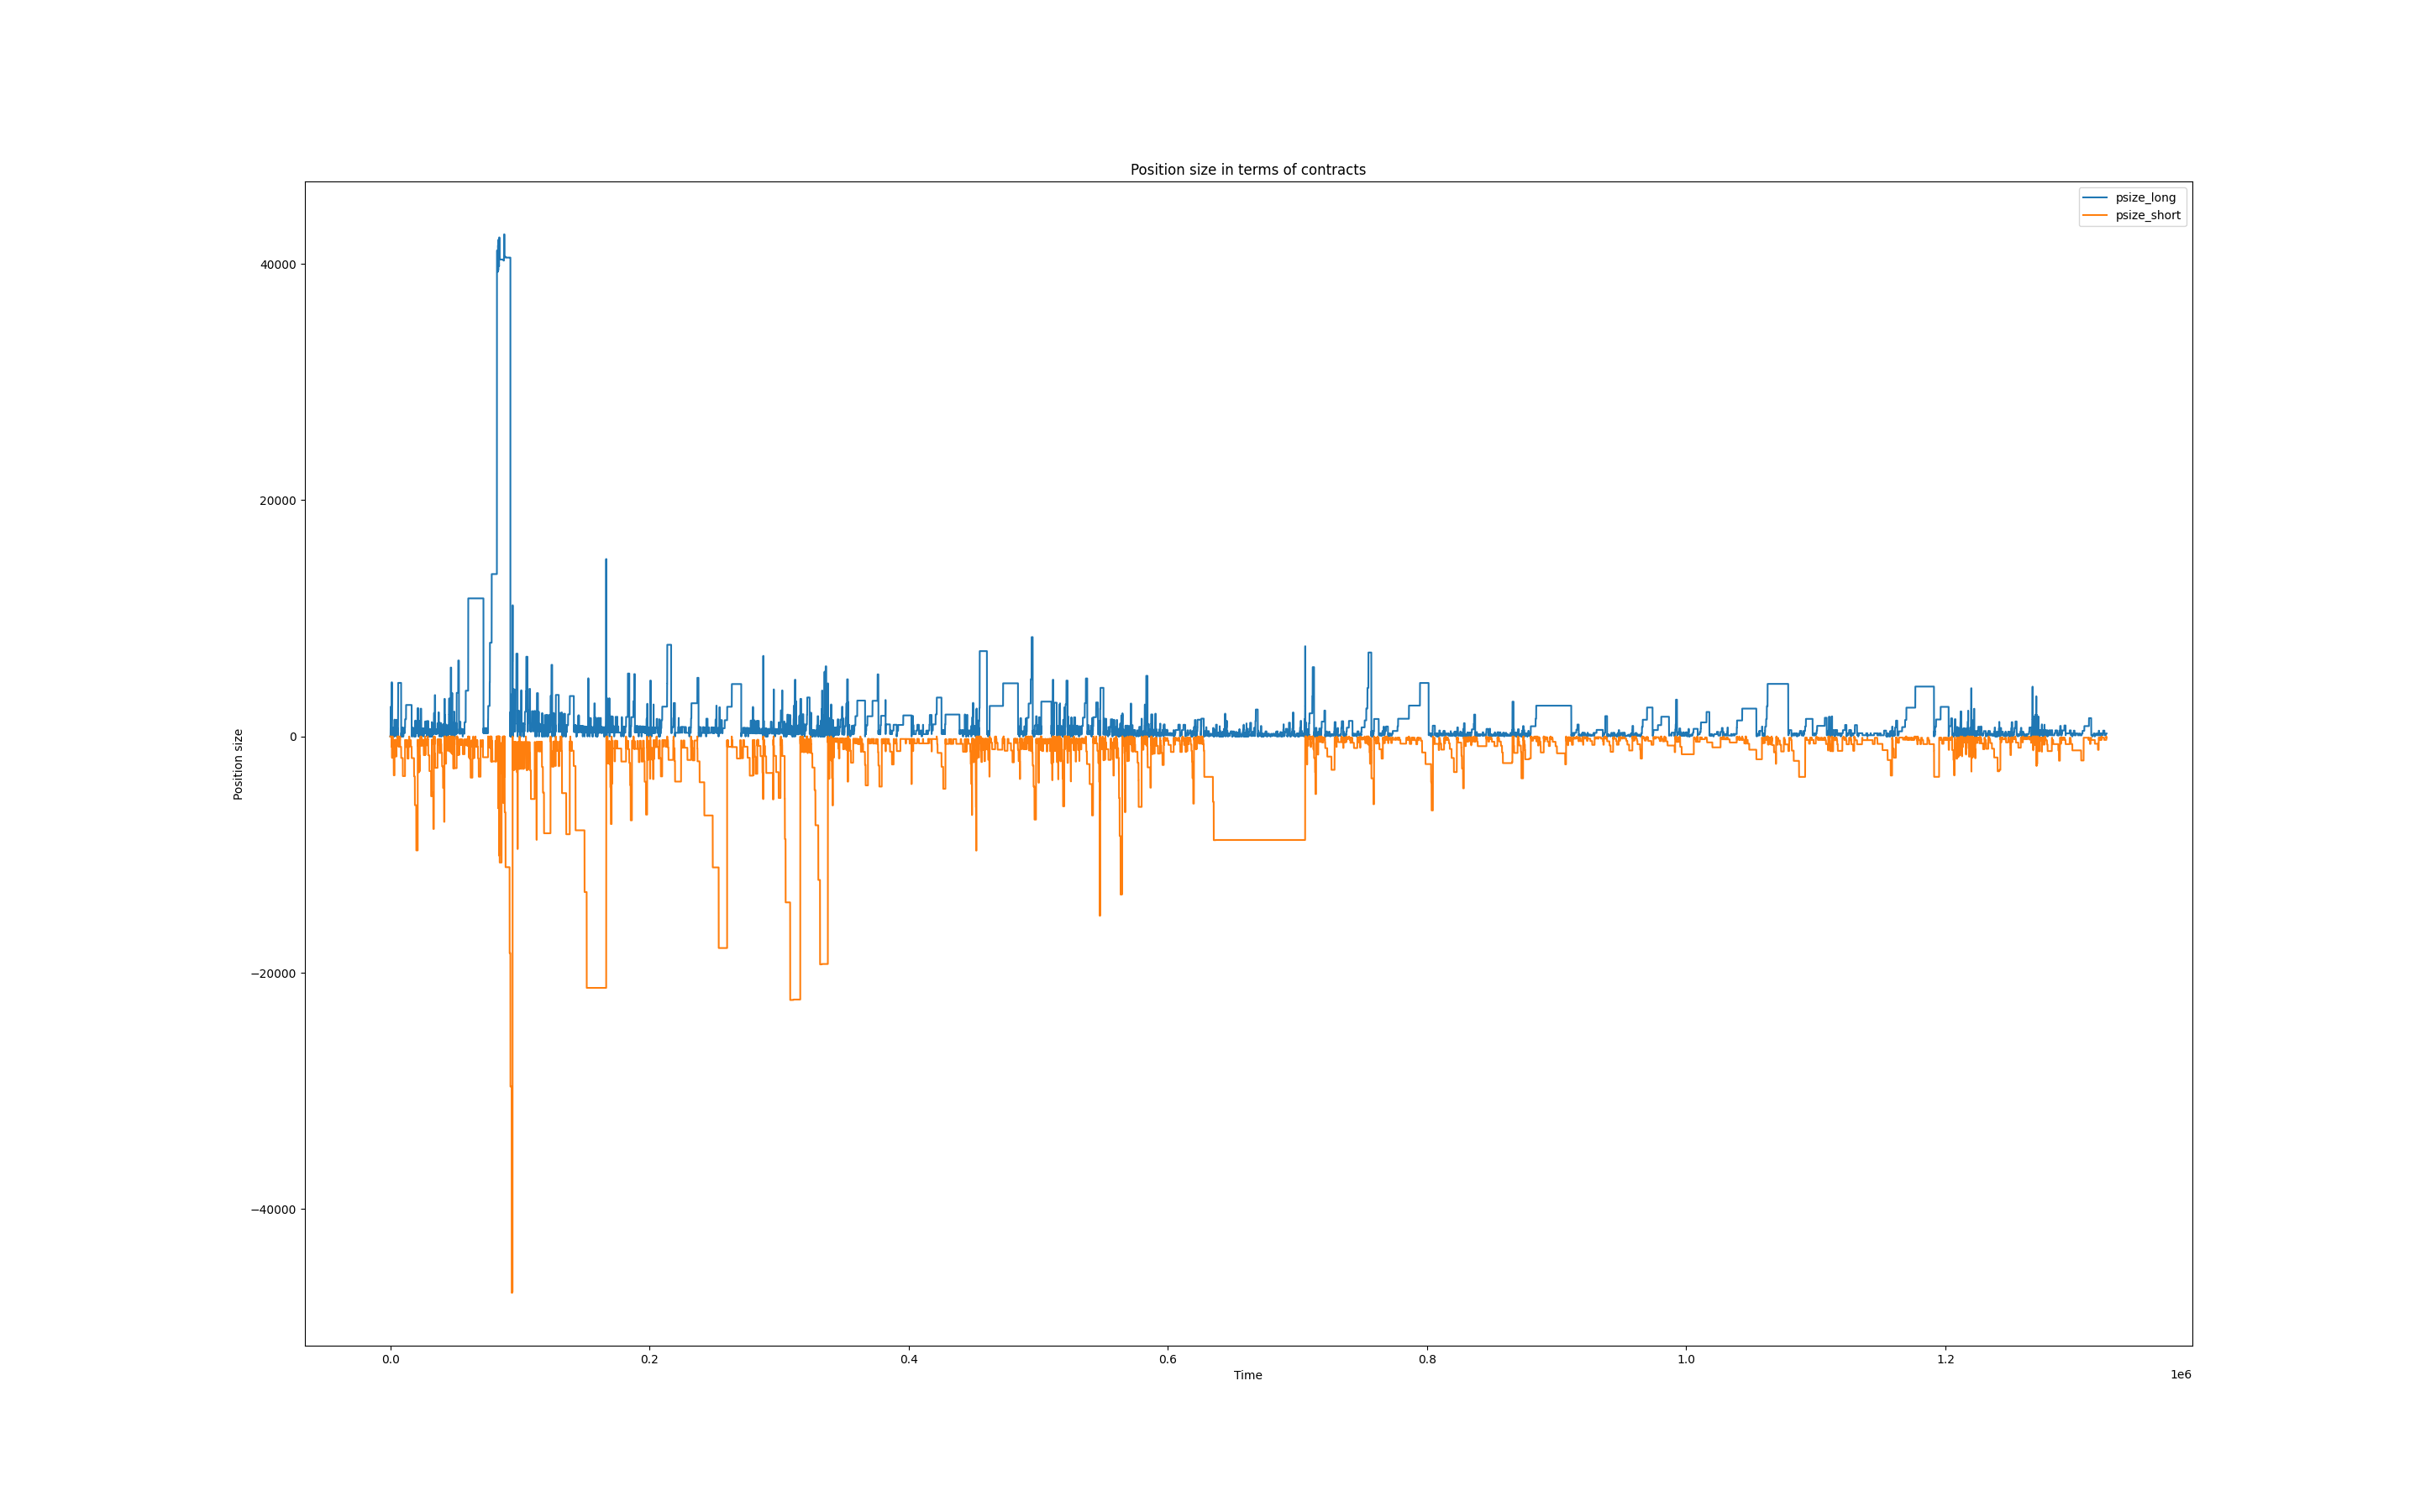 Position size in terms of contracts
psize_long
psize_short
40000
20000
0
−20000
−40000
Position size
0.0
0.2
0.4
0.6
0.8
1.0
1.2
Time
1e6